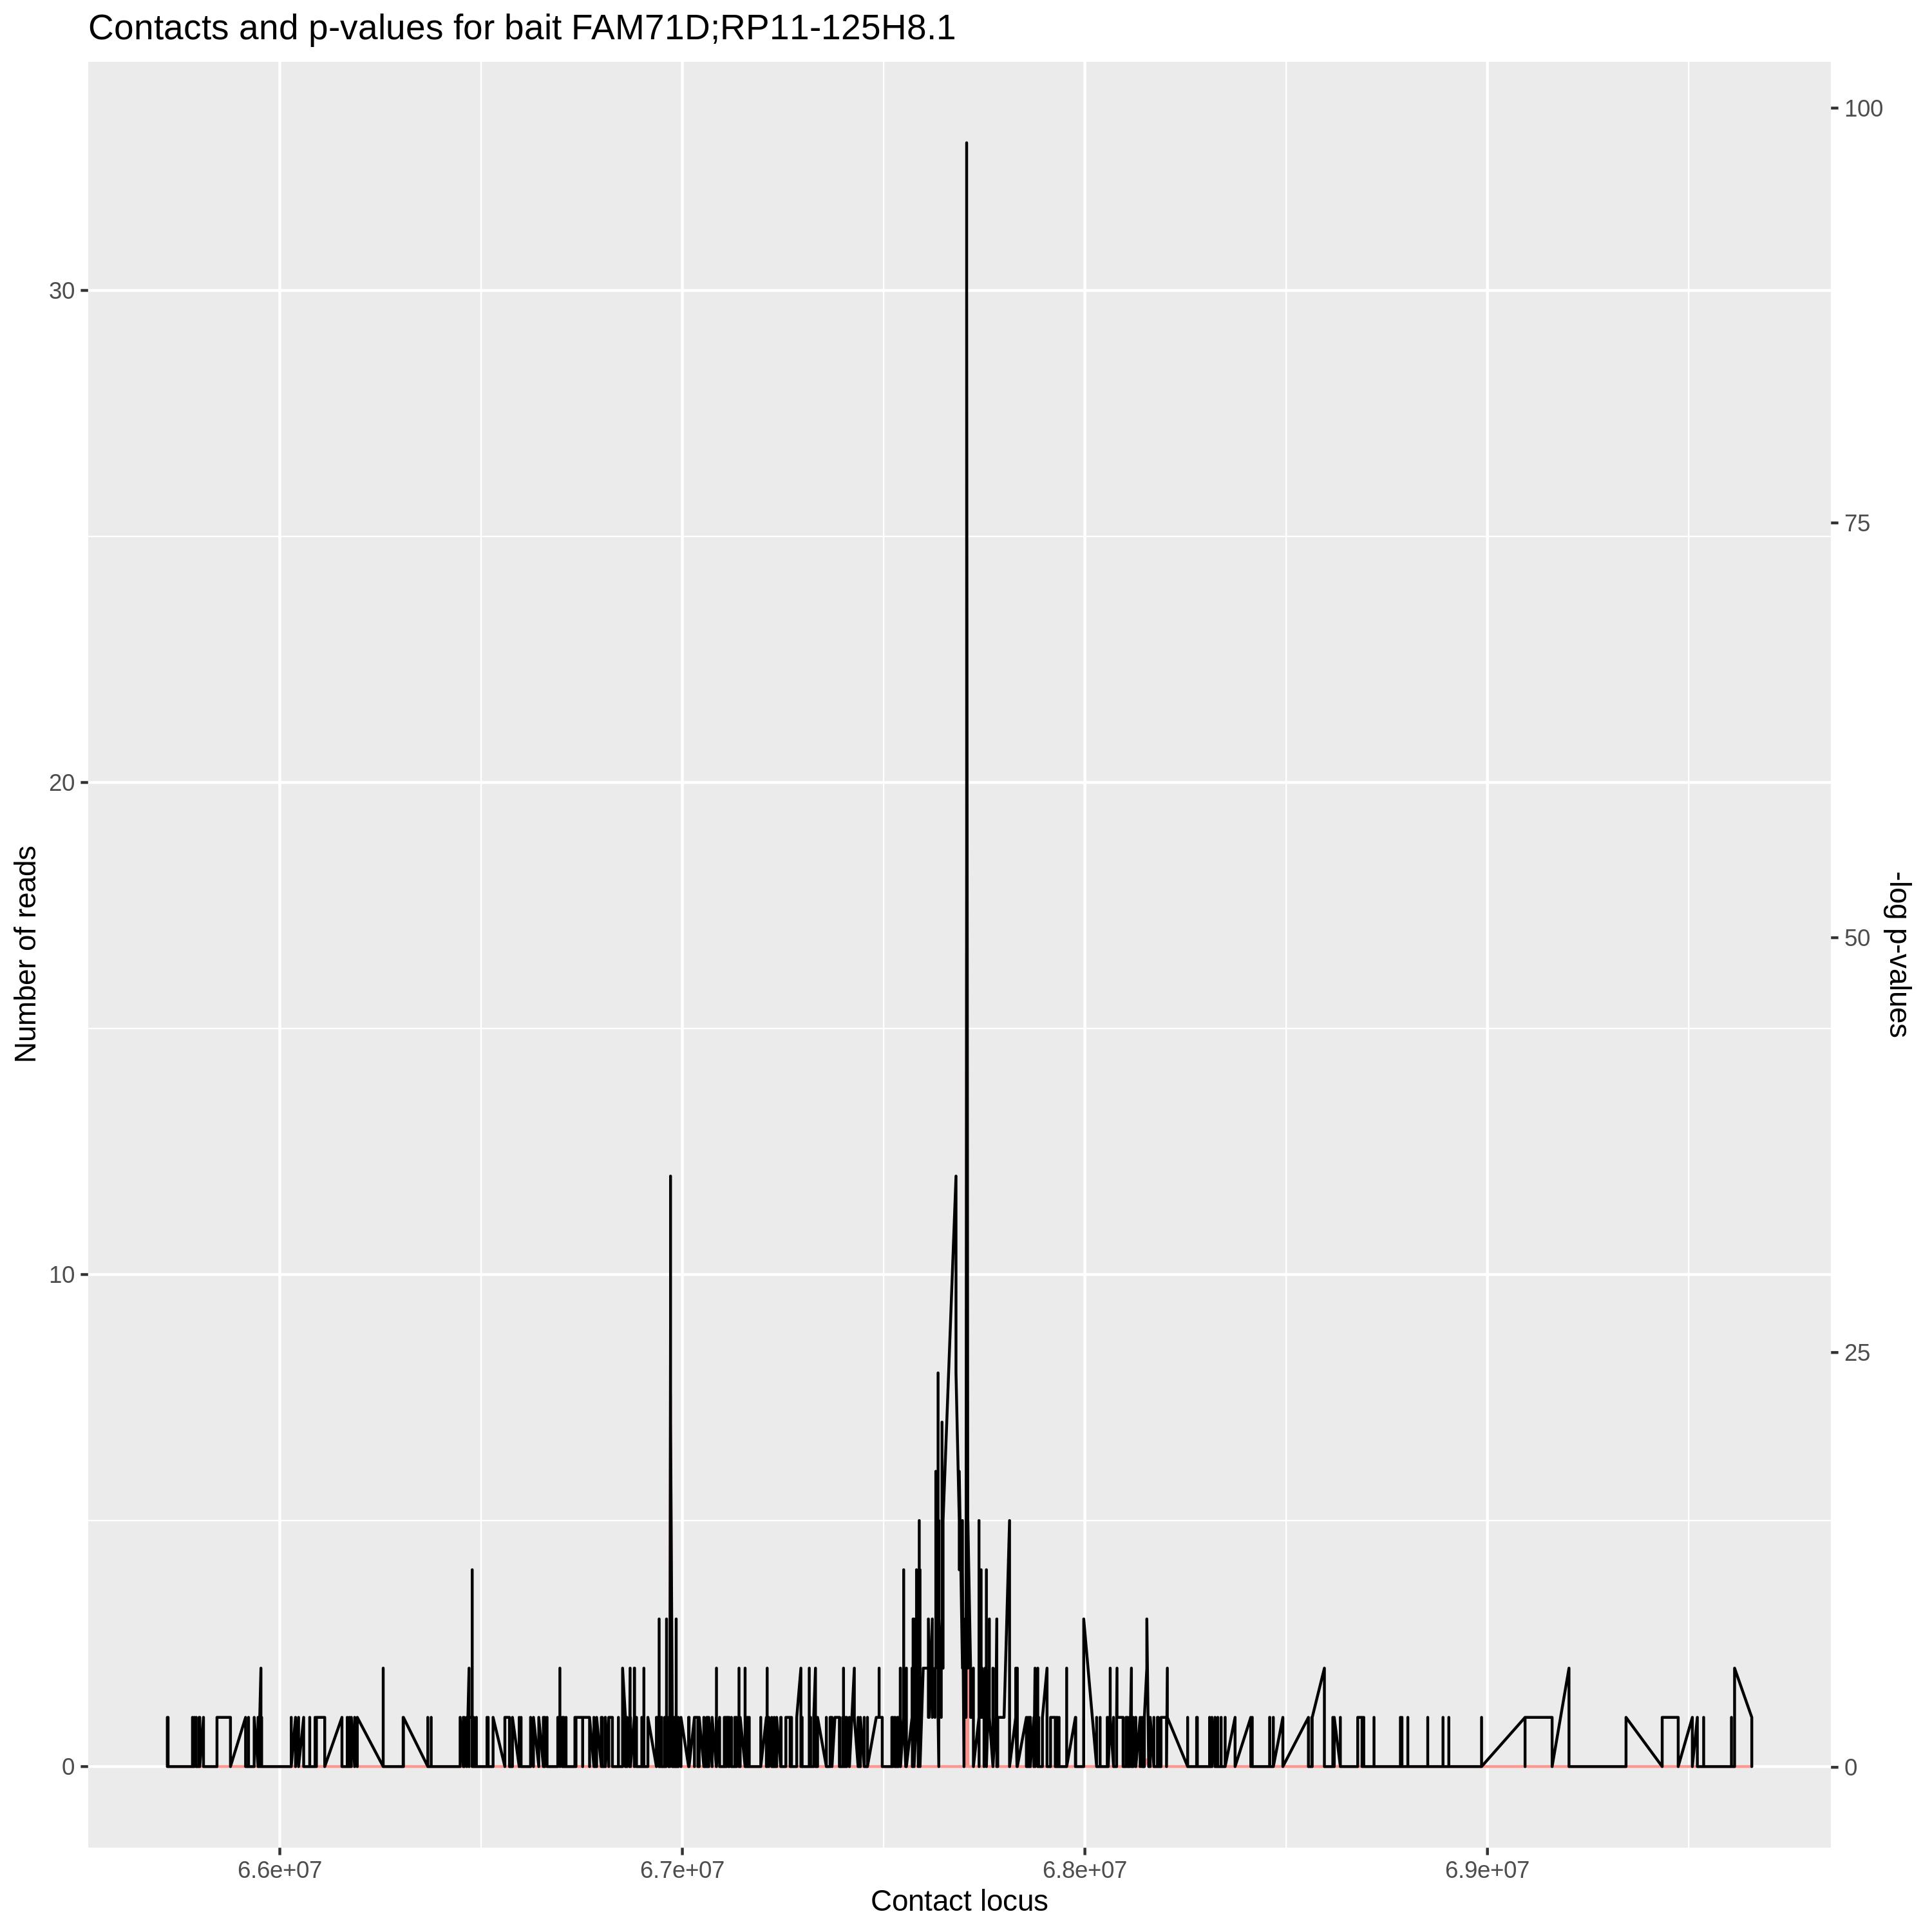 Contacts and p-values for bait FAM71D;RP11-125H8.1
100
30
75
20
50
10
25
0
0
Number of reads
-log p-values
6.6e+07
6.7e+07
6.8e+07
6.9e+07
Contact locus